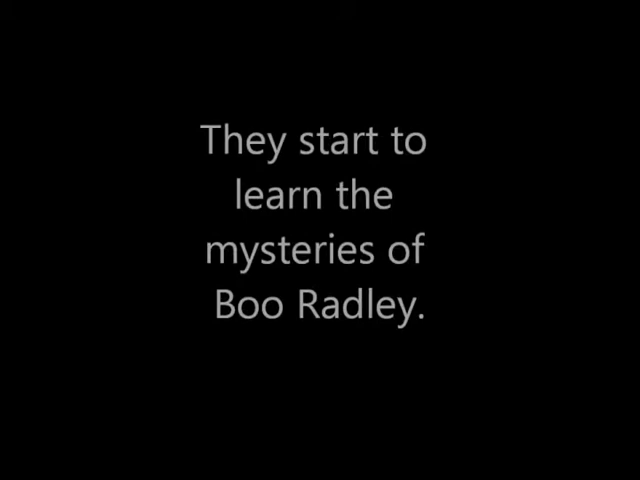 They start to
learn the
mysteries of
Boo Radley.